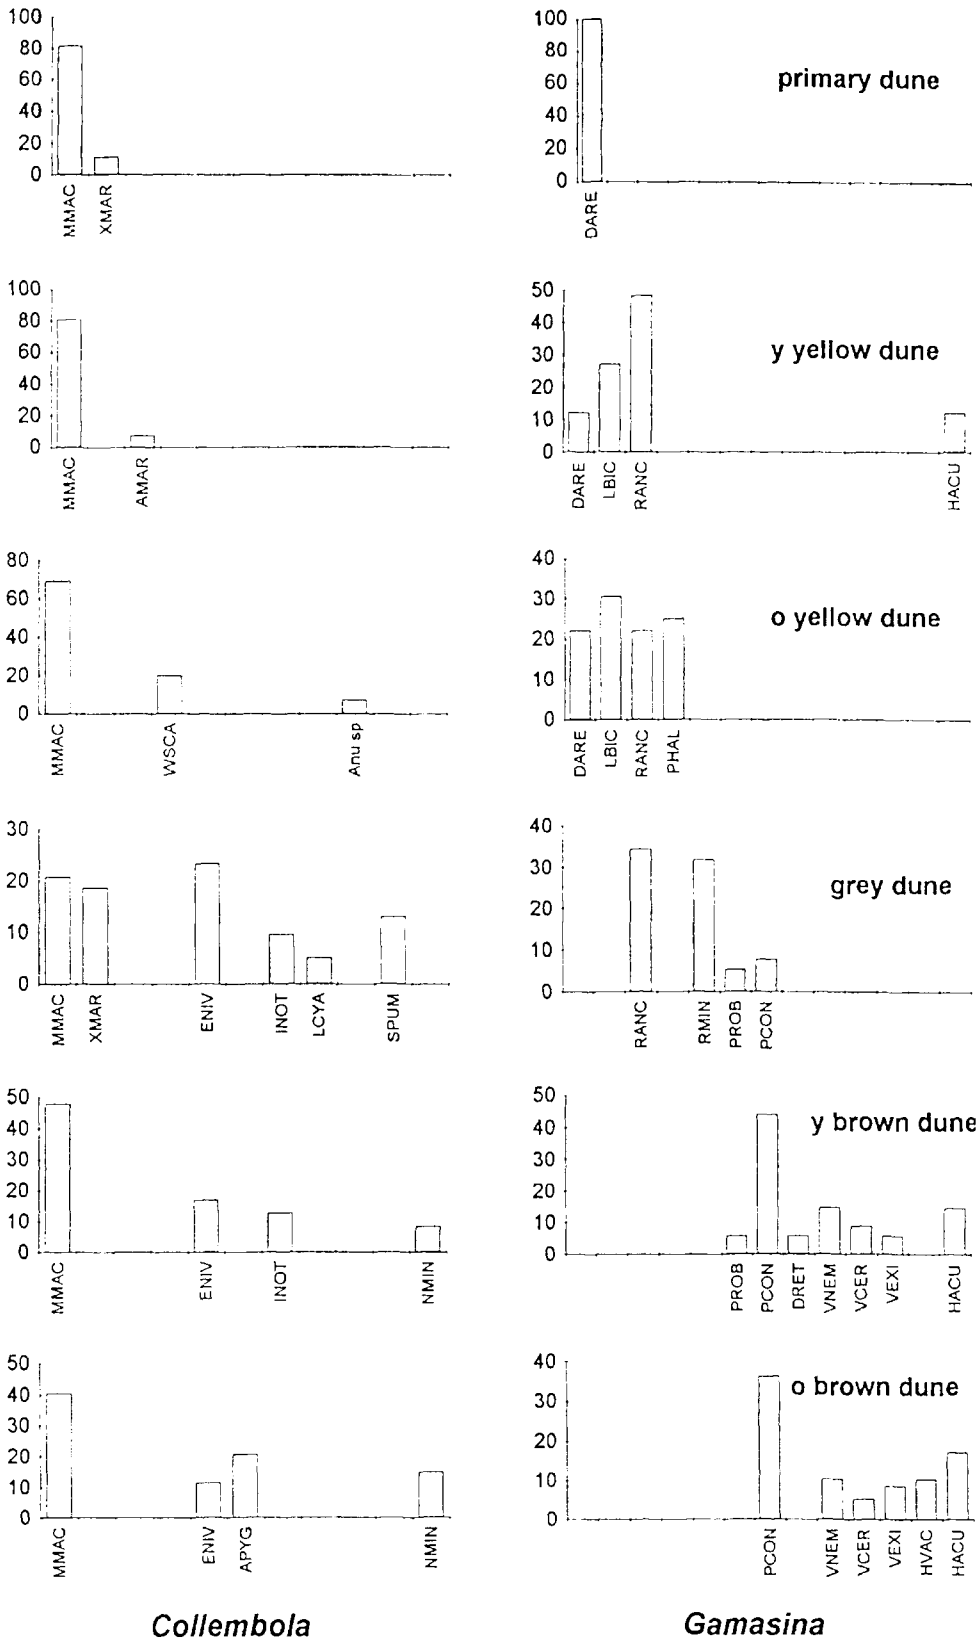 100
80
60
40
20
0
MMAC
XMAR
100
80
60
40
20
0
DARE
primary dune
100
80
60
40
20
0
MMAC
AMAR
50
40
30
20
10
0
DARE
LBIC
RANC
HACU
y yellow dune
80
60
40
20
0
MMAC
WSCA
Anu sp
40
30
20
10
0
DARE
LBIC
RANC
PHAL
o yellow dune
30
20
10
0
MMAC
XMAR
ENIV
INOT
LCYA
SPUM
40
30
20
10
0
RANC
RMIN
PROB
PCON
grey dune
50
40
30
20
10
0
MMAC
ENIV
INOT
NMIN
50
40
30
20
10
0
PROB
PCON
DRET
VNEM
VCER
VEXI
HACU
y brown dune
50
40
30
20
10
0
MMAC
ENIV
APYG
NMIN
40
30
20
10
0
PCON
VNEM
VCER
VEXI
HVAC
HACU
o brown dune
Collembola
Gamasina